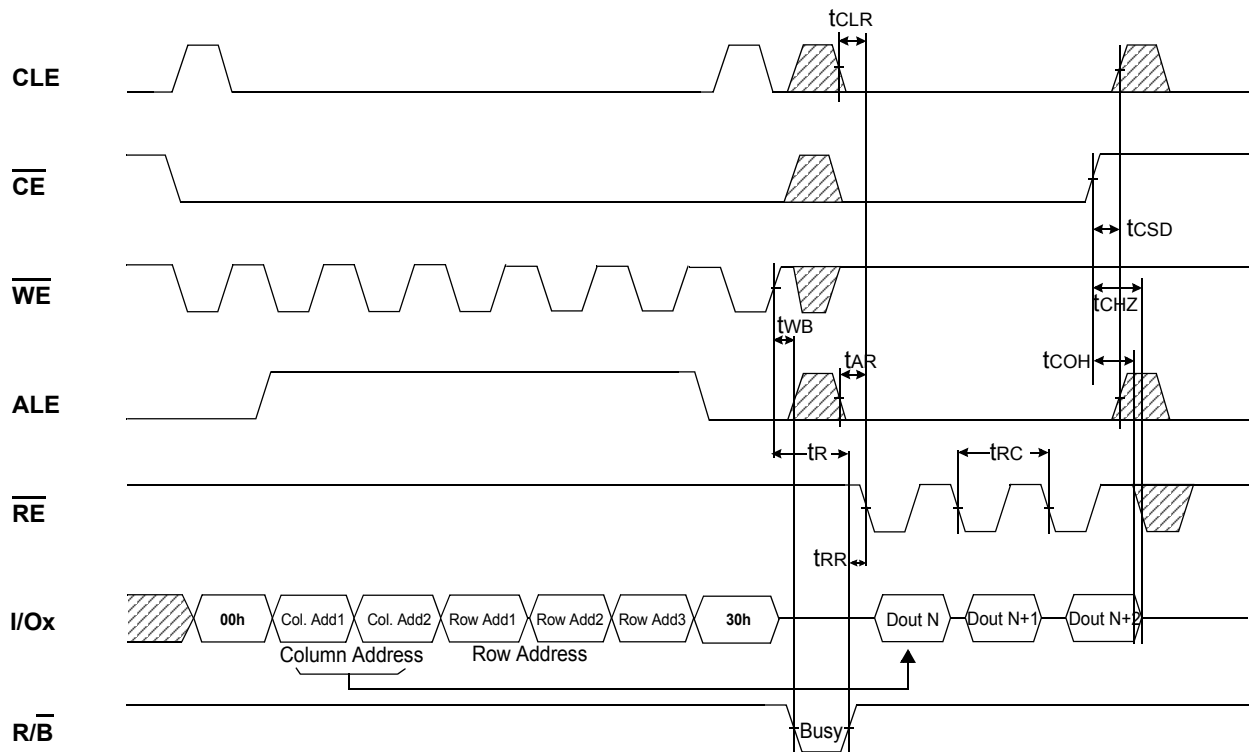 tCLR
CLE
CE
tCSD
WE
tCHZ
tWB
tAR
tCOH
ALE
tR
tRC
RE
tRR
I/Ox
00h
Col. Add1
Col. Add2
Row Add1
Row Add2
Row Add3
30h
Dout N
Dout N+1
Dout N+2
Column Address
Row Address
R/B
Busy